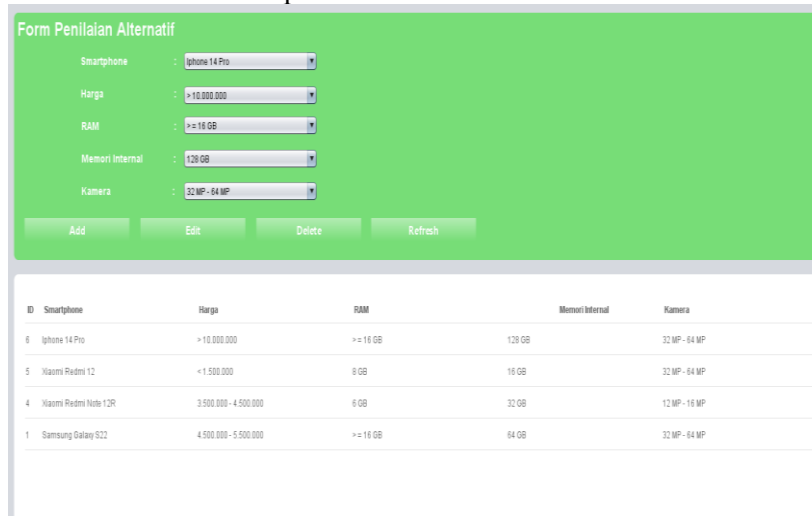 Form Penilaian Alternatif
Smartphone : Iphone 14 Pro
Harga : > 10.000.000
RAM : >= 16 GB
Memori Internal : 128 GB
Kamera : 32 MP - 64 MP
Add Edit Delete Refresh
ID Smartphone Harga RAM Memori Internal Kamera
6 Iphone 14 Pro > 10.000.000 >= 16 GB 128 GB 32 MP - 64 MP
5 Xiaomi Redmi 12 < 1.500.000 8 GB 16 GB 32 MP - 64 MP
4 Xiaomi Redmi Note 12R 3.500.000 - 4.500.000 6 GB 32 GB 12 MP - 16 MP
1 Samsung Galaxy S22 4.500.000 - 5.500.000 >= 16 GB 64 GB 32 MP - 64 MP